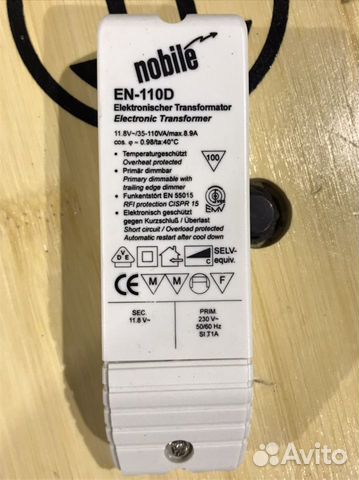 nobile
EN-110D
Elektronischer Transformator
Electronic Transformer
11.8V~/35-110VA/max.8.9A
cos. φ ~ 0.98/ta:40°C
• Temperaturgeschützt
Overheat protected
100
• Primär dimmbar
Primary dimmable with
trailing edge dimmer
• Funkentstört EN 55015
RFI protection CISPR 15
EMV
• Elektronisch geschützt
gegen Kurzschluß / Überlast
Short circuit / Overload protected
Automatic restart after cool down
VDE
C
SELV-
equiv.
CE M M F
SEC.
11.8 V~
PRIM.
230 V~
50/60 Hz
SI T1A
Avito